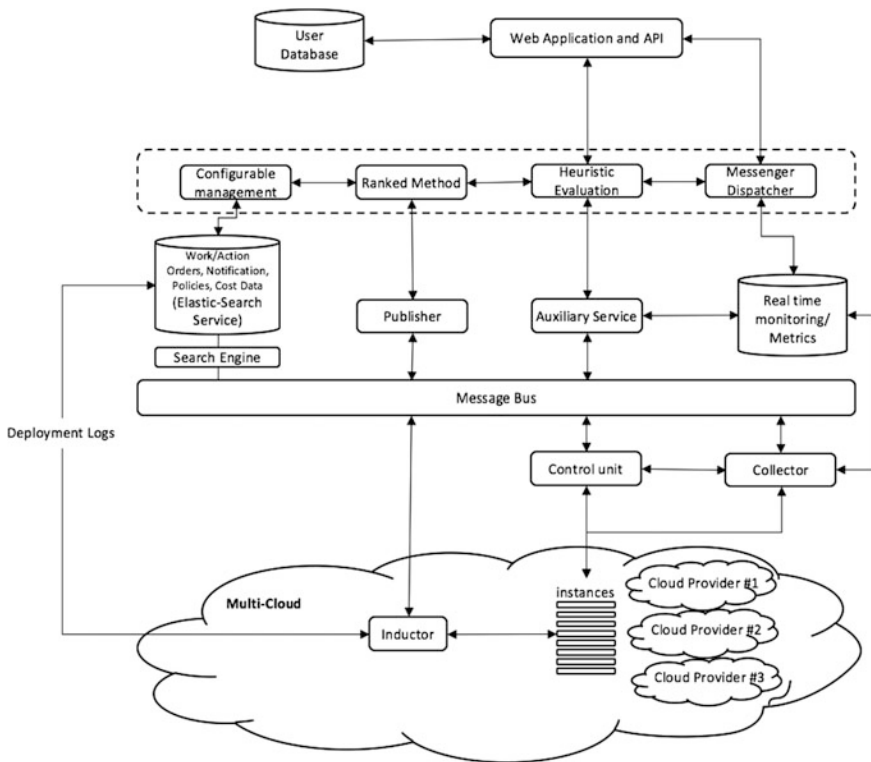 User
Database
Web Application and API
Configurable
management
Ranked Method
Heuristic
Evaluation
Messenger
Dispatcher
Work/Action
Orders, Notification,
Policies, Cost Data
(Elastic-Search
Service)
Search Engine
Publisher
Auxiliary Service
Real time
monitoring/
Metrics
Message Bus
Deployment Logs
Control unit
Collector
Multi-Cloud
Inductor
instances
Cloud Provider #1
Cloud Provider #2
Cloud Provider #3